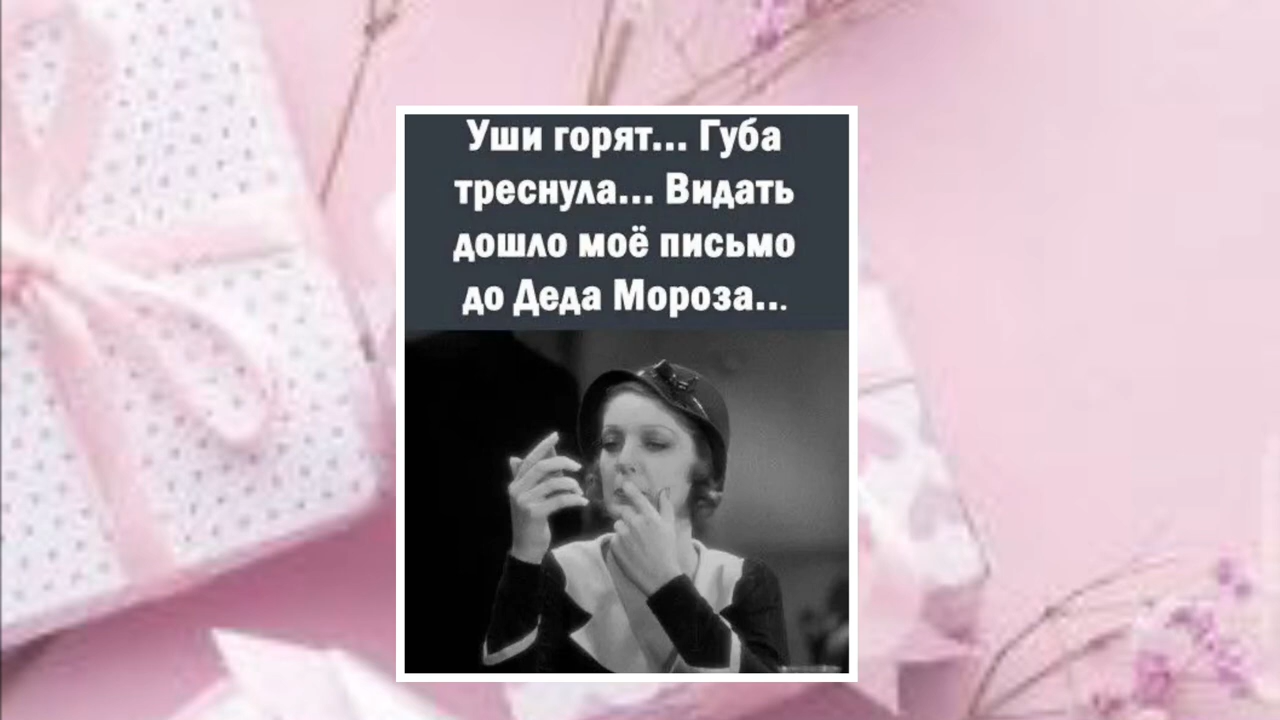 Уши горят... Губа
треснула... Видать
дошло моё письмо
до Деда Мороза...